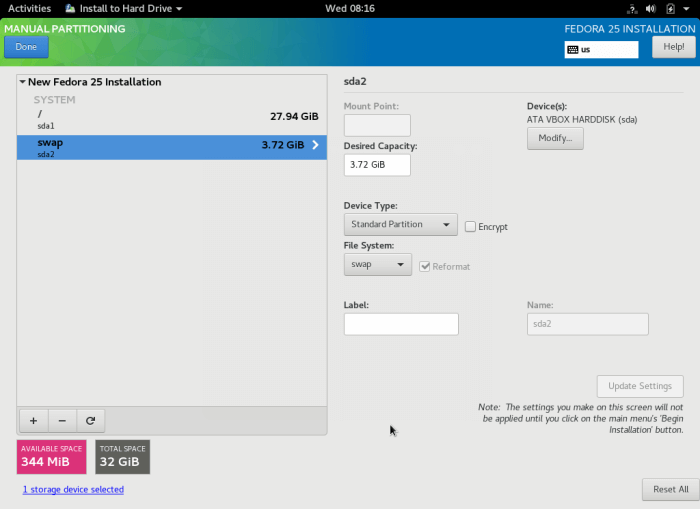 Activities Install to Hard Drive Wed 08:16
MANUAL PARTITIONING FEDORA 25 INSTALLATION
Done us Help!
New Fedora 25 Installation
SYSTEM
/ 27.94 GiB
sda1
swap 3.72 GiB
sda2
sda2
Mount Point: Device(s):
ATA VBOX HARDDISK (sda)
Modify...
Desired Capacity:
3.72 GiB
Device Type:
Standard Partition Encrypt
File System:
swap Reformat
Label: Name:
sda2
Update Settings
Note: The settings you make on this screen will not
be applied until you click on the main menu's 'Begin
Installation' button.
+ − 
AVAILABLE SPACE TOTAL SPACE
344 MiB 32 GiB
1 storage device selected
Reset All